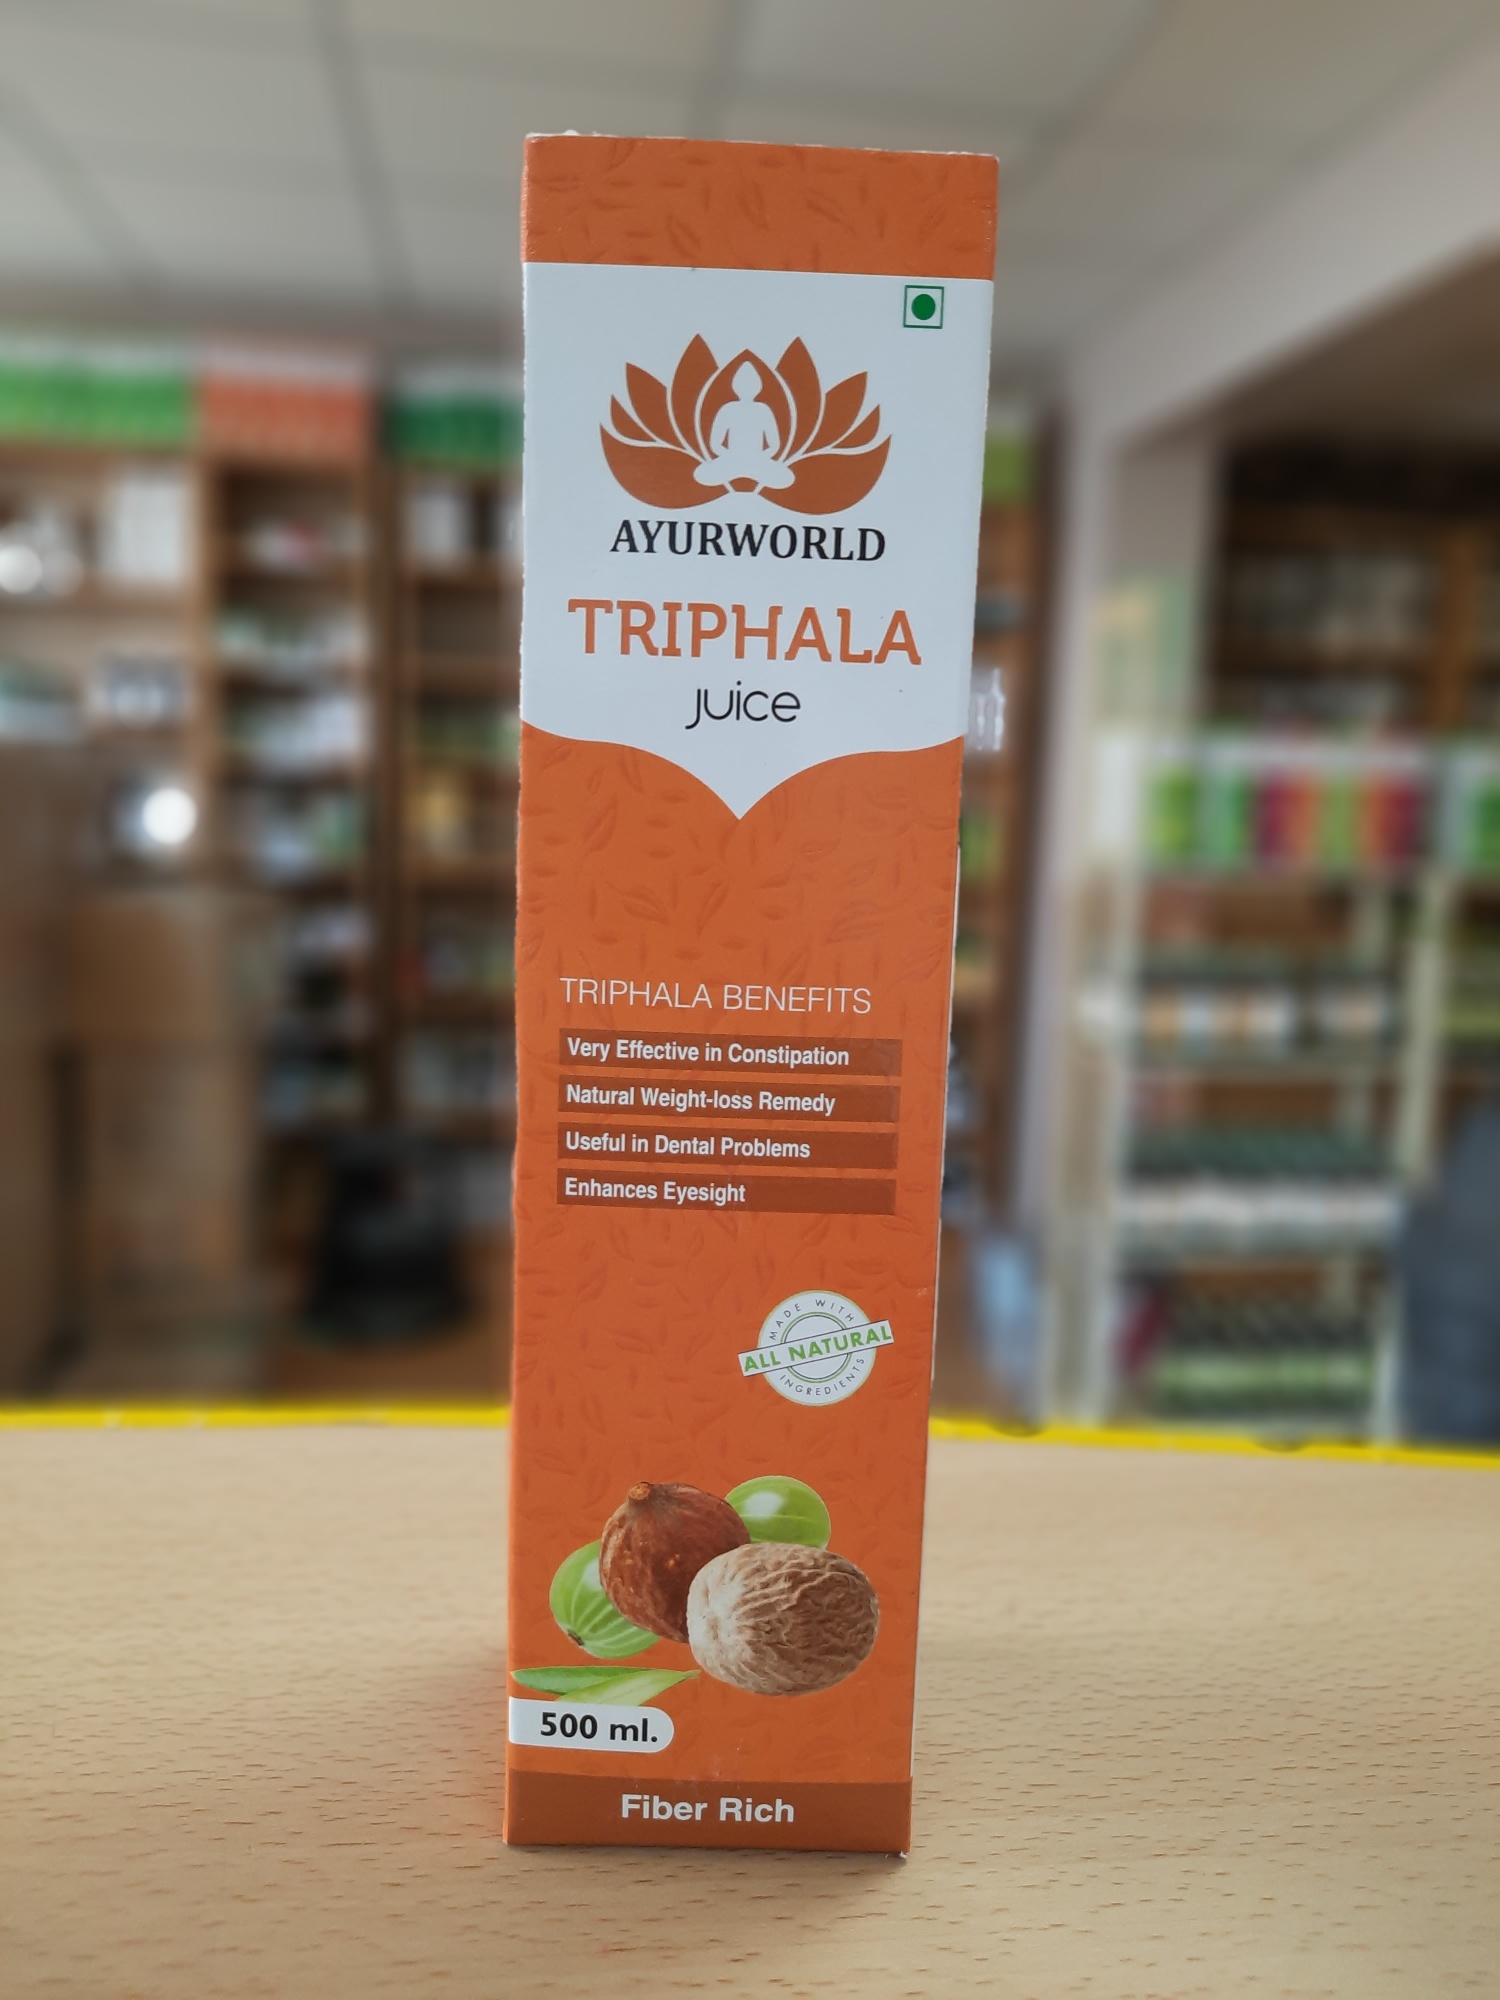 AYURWORLD
TRIPHALA
juice
TRIPHALA BENEFITS
Very Effective in Constipation
Natural Weight-loss Remedy
Useful in Dental Problems
Enhances Eyesight
MADE WITH
ALL NATURAL
INGREDIENTS
500 ml.
Fiber Rich